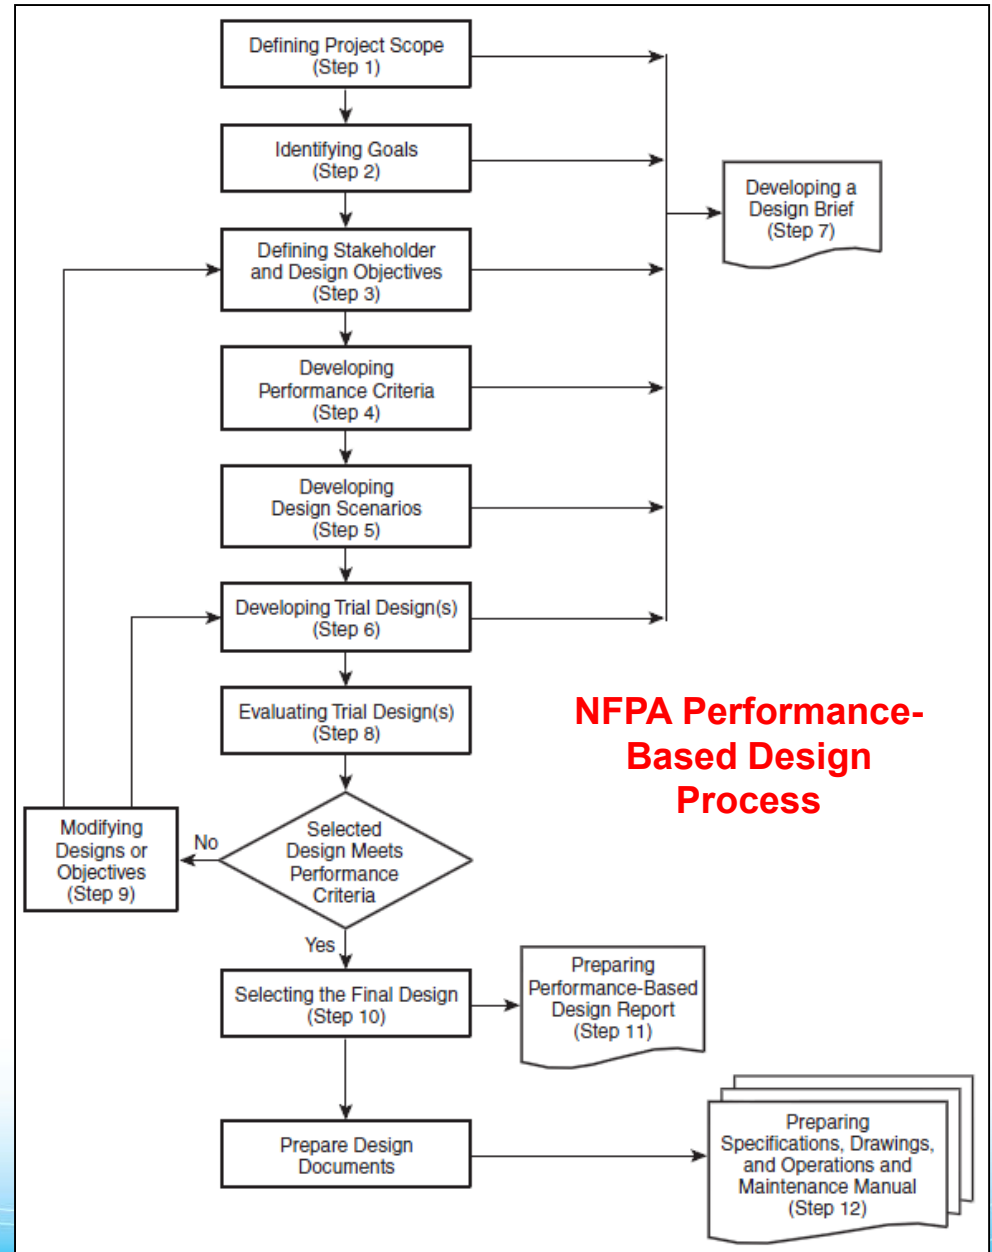 Defining Project Scope
(Step 1)
Identifying Goals
(Step 2)
Developing a
Design Brief
(Step 7)
Defining Stakeholder
and Design Objectives
(Step 3)
Developing
Performance Criteria
(Step 4)
Developing
Design Scenarios
(Step 5)
Developing Trial Design(s)
(Step 6)
Evaluating Trial Design(s)
(Step 8)
NFPA Performance-
Based Design
Process
Modifying
Designs or
Objectives
(Step 9)
No
Selected
Design Meets
Performance
Criteria
Yes
Selecting the Final Design
(Step 10)
Preparing
Performance-Based
Design Report
(Step 11)
Prepare Design
Documents
Preparing
Specifications, Drawings,
and Operations and
Maintenance Manual
(Step 12)